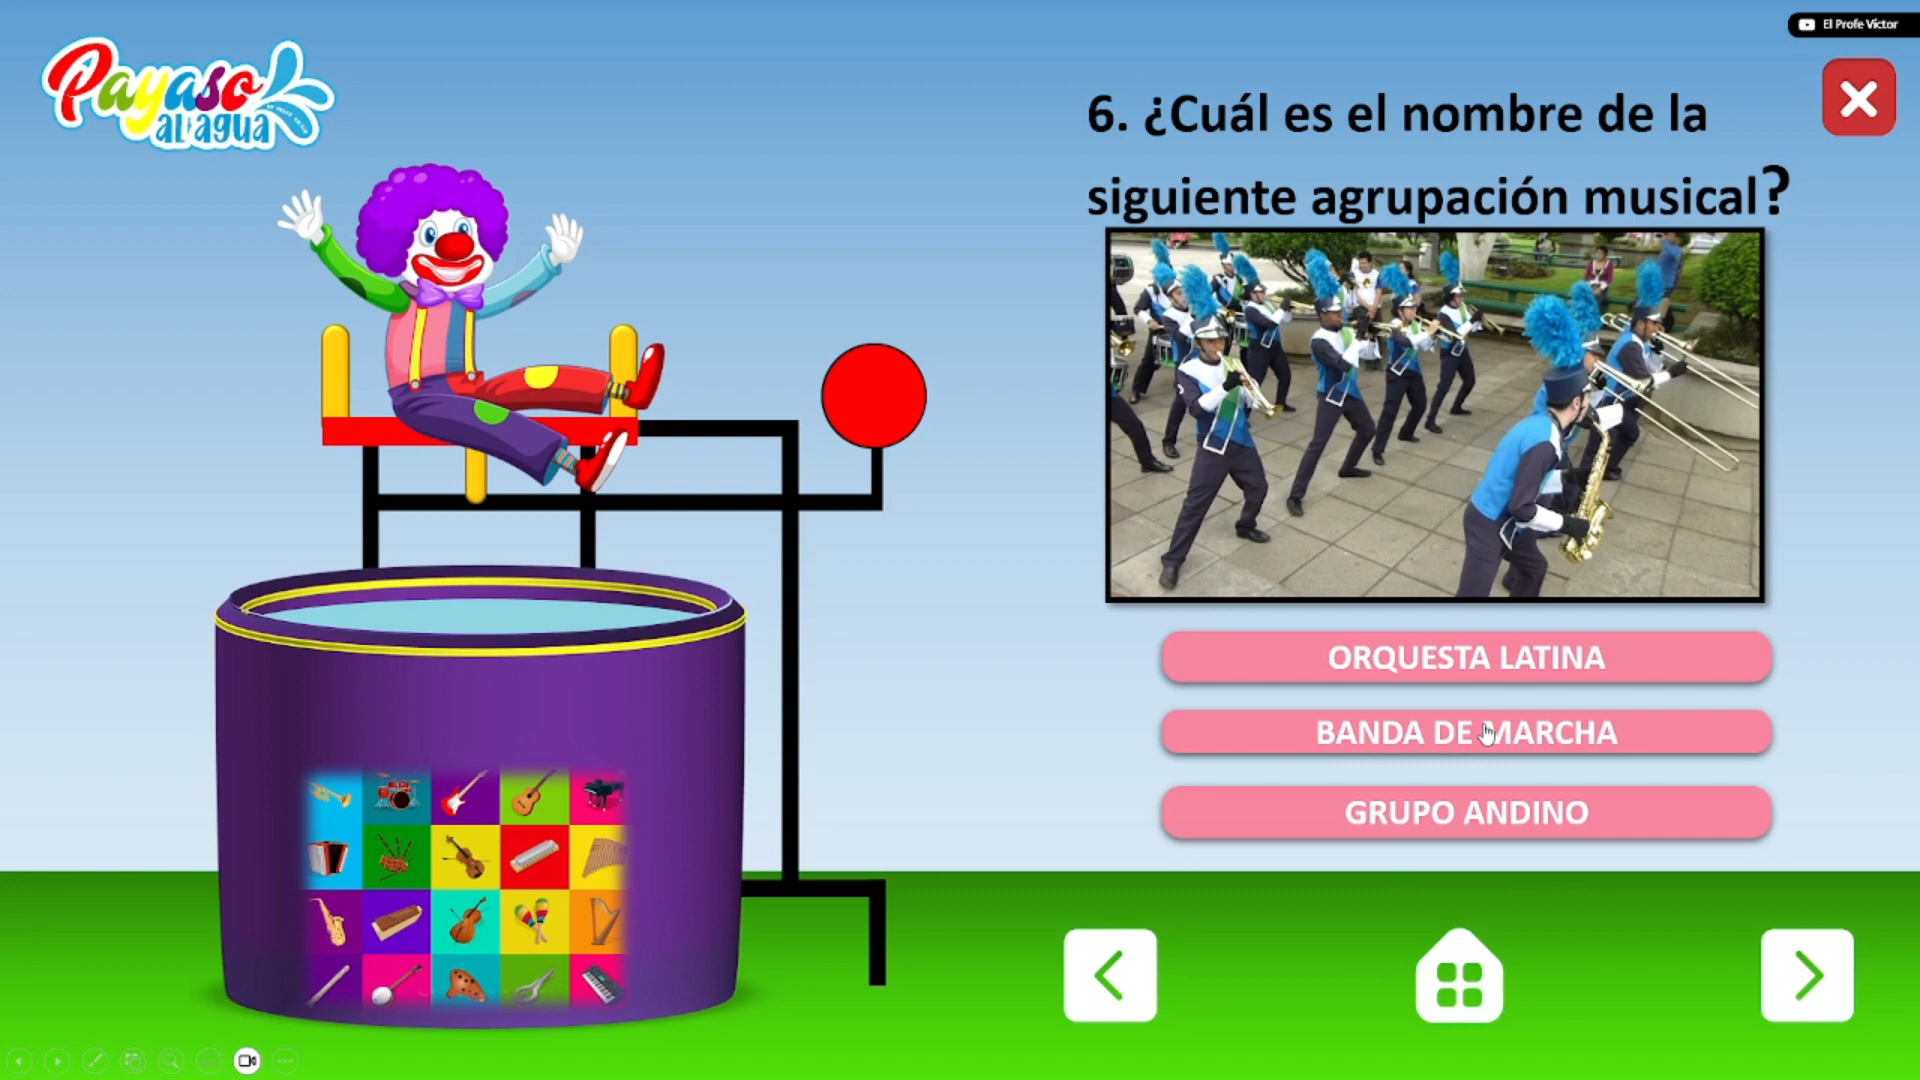 El Profe Víctor
Payaso
AL agua
6. ¿Cuál es el nombre de la
siguiente agrupación musical?
ORQUESTA LATINA
BANDA DE MARCHA
GRUPO ANDINO